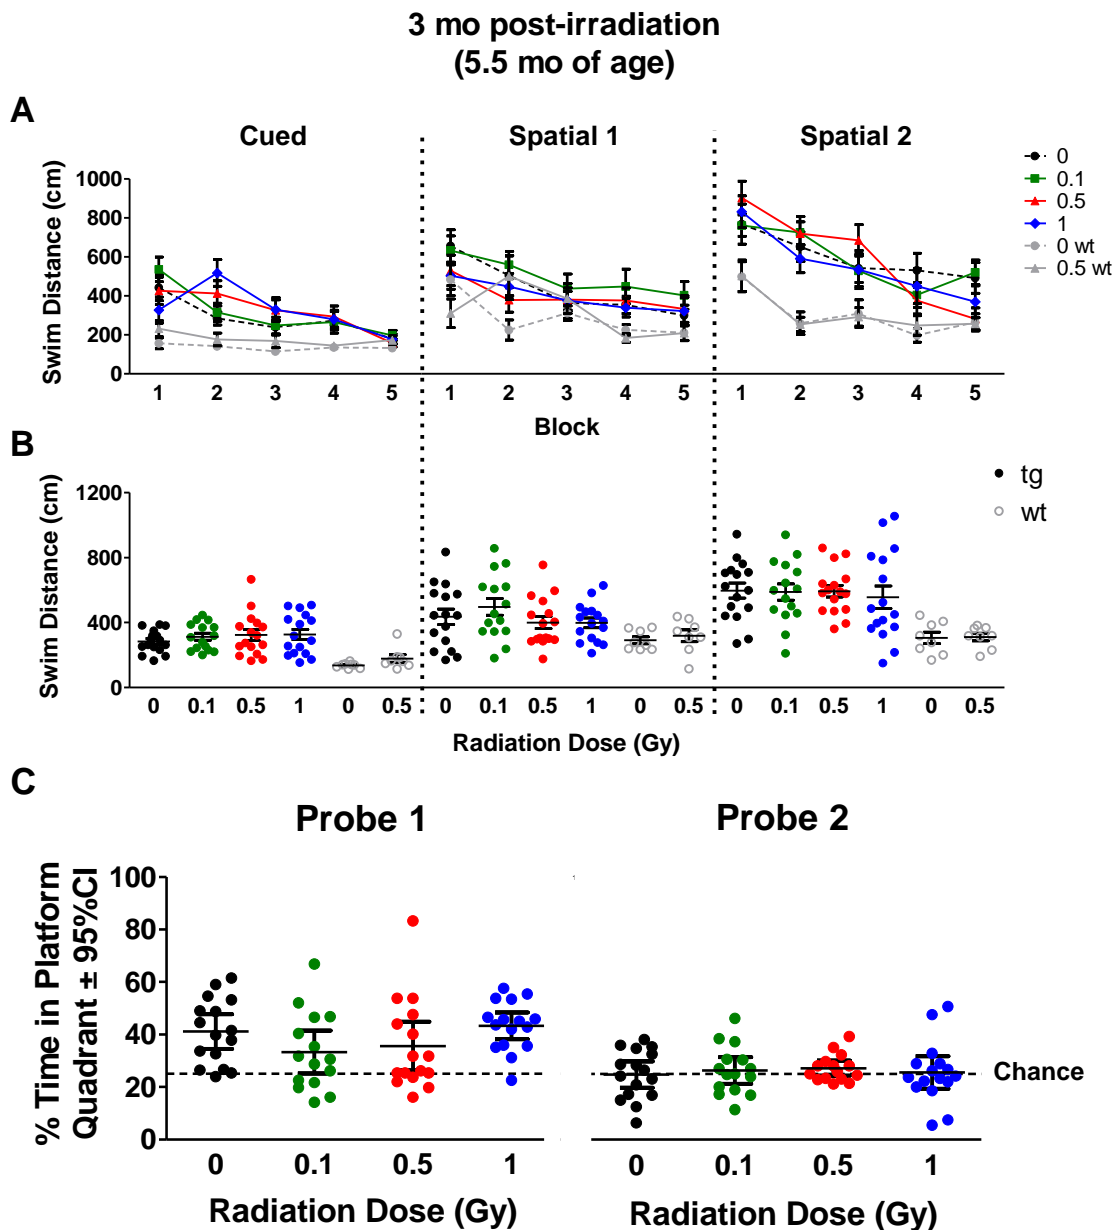 3 mo post-irradiation
(5.5 mo of age)
A
Cued
Spatial 1
Spatial 2
Swim Distance (cm)
1000
800
600
400
200
0
1 2 3 4 5
1 2 3 4 5
1 2 3 4 5
Block
0
0.1
0.5
1
0 wt
0.5 wt
B
Swim Distance (cm)
1200
800
400
0
0 0.1 0.5 1 0 0.5
0 0.1 0.5 1 0 0.5
0 0.1 0.5 1 0 0.5
Radiation Dose (Gy)
tg
wt
C
Probe 1
Probe 2
% Time in Platform
Quadrant ± 95%CI
100
80
60
40
20
0
Chance
0 0.1 0.5 1
0 0.1 0.5 1
Radiation Dose (Gy)
Radiation Dose (Gy)